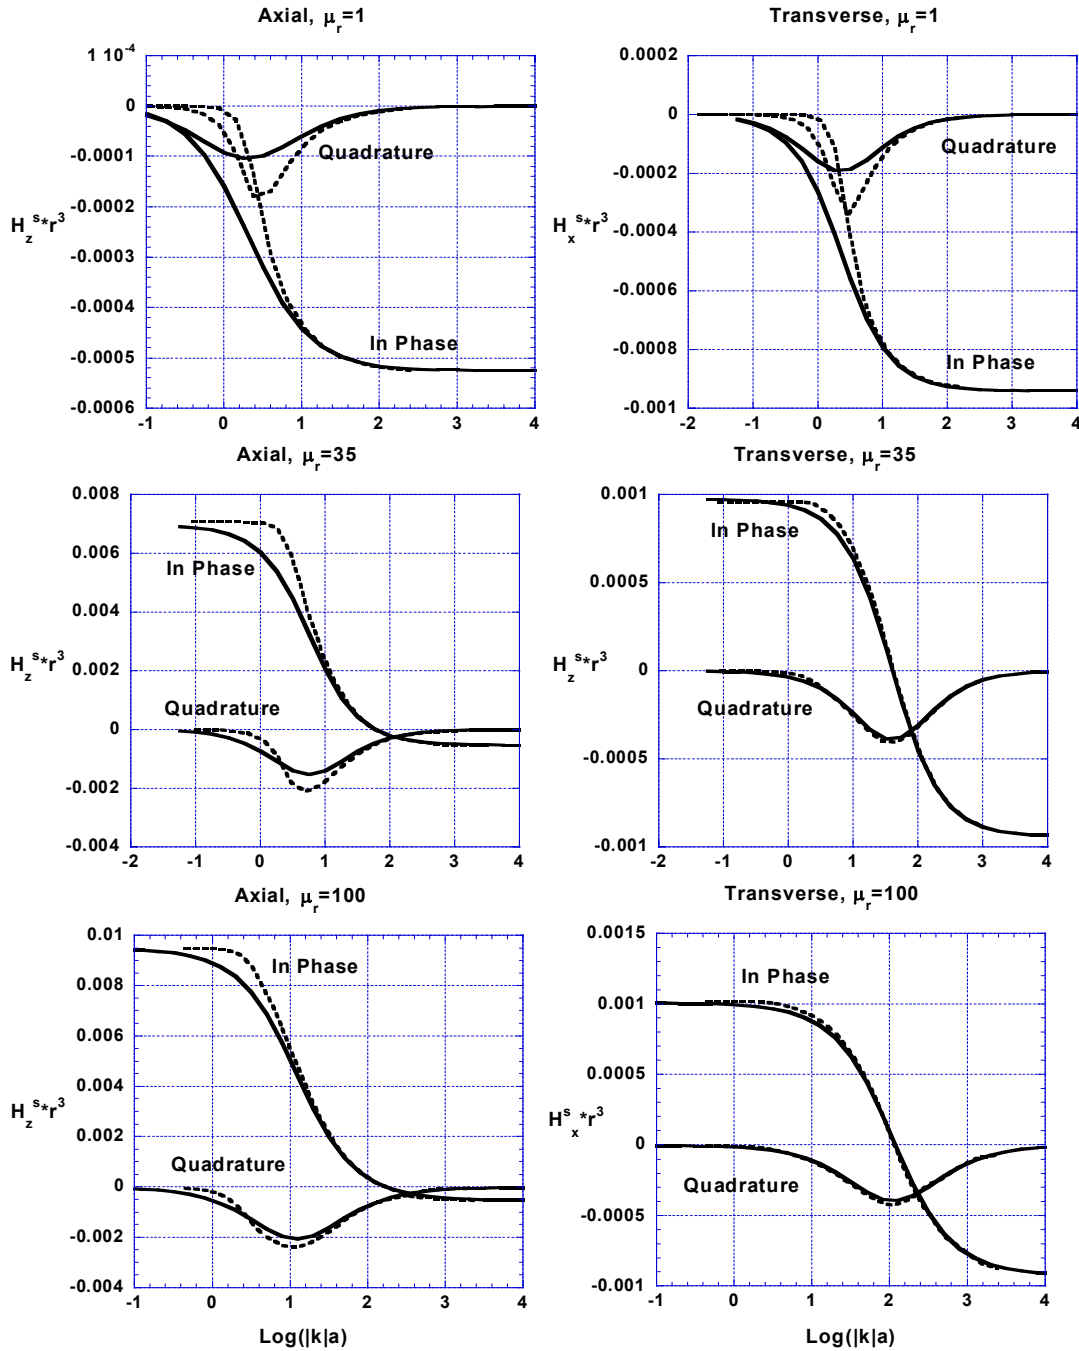 Axial, μr=1
Transverse, μr=1
1 10-4
0
-0.0001
-0.0002
-0.0003
-0.0004
-0.0005
-0.0006
Hzs*r3
Quadrature
In Phase
-1 0 1 2 3 4
0.0002
0
-0.0002
-0.0004
-0.0006
-0.0008
-0.001
Hxs*r3
Quadrature
In Phase
-2 -1 0 1 2 3 4
Axial, μr=35
Transverse, μr=35
0.008
0.006
0.004
0.002
0
-0.002
-0.004
Hzs*r3
In Phase
Quadrature
-2 -1 0 1 2 3 4
0.001
0.0005
0
-0.0005
-0.001
Hzs*r3
In Phase
Quadrature
-2 -1 0 1 2 3 4
Axial, μr=100
Transverse, μr=100
0.01
0.008
0.006
0.004
0.002
0
-0.002
-0.004
Hzs*r3
In Phase
Quadrature
-1 0 1 2 3 4
Log(|k|a)
0.0015
0.001
0.0005
0
-0.0005
-0.001
Hxs*r3
In Phase
Quadrature
-1 0 1 2 3 4
Log(|k|a)